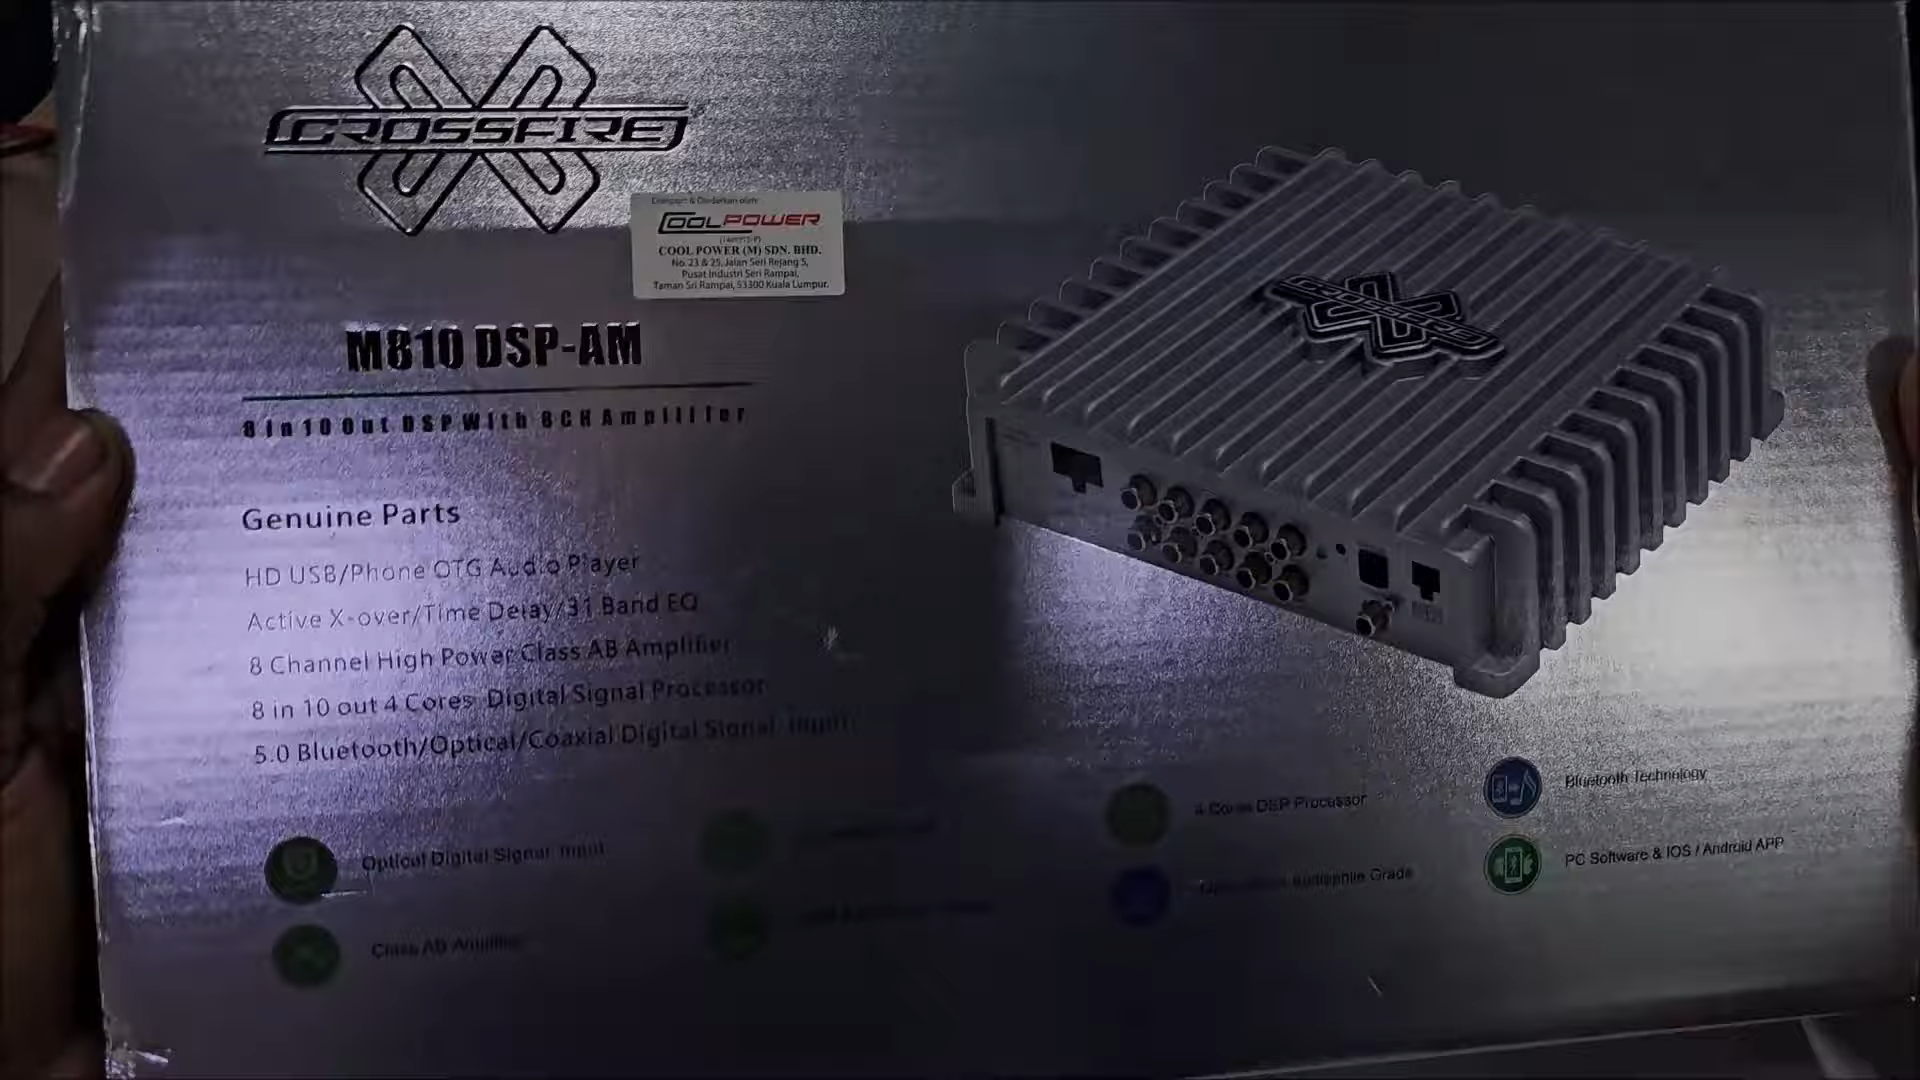 CROSSFIRE
COOLPOWER
COOL POWER (M) SDN. BHD.
No. 23 & 25, Jalan Seri Rejang 5,
Pusat Industri Seri Rampai,
Taman Sri Rampai, 53300 Kuala Lumpur.
M810 DSP-AM
8 In 10 Out DSP With 8CH Amplifier
Genuine Parts
HD USB/Phone OTG Audio Player
Active X-over/Time Delay/31 Band EQ
8 Channel High Power Class AB Amplifier
8 in 10 out 4 Cores Digital Signal Processor
5.0 Bluetooth/Optical/Coaxial Digital Signal Input
CROSSFIRE
Optical Digital Signal Input
Class AB Amplifier
4 Cores DSP Processor
Audiophile Grade
Bluetooth Technology
PC Software & IOS / Android APP